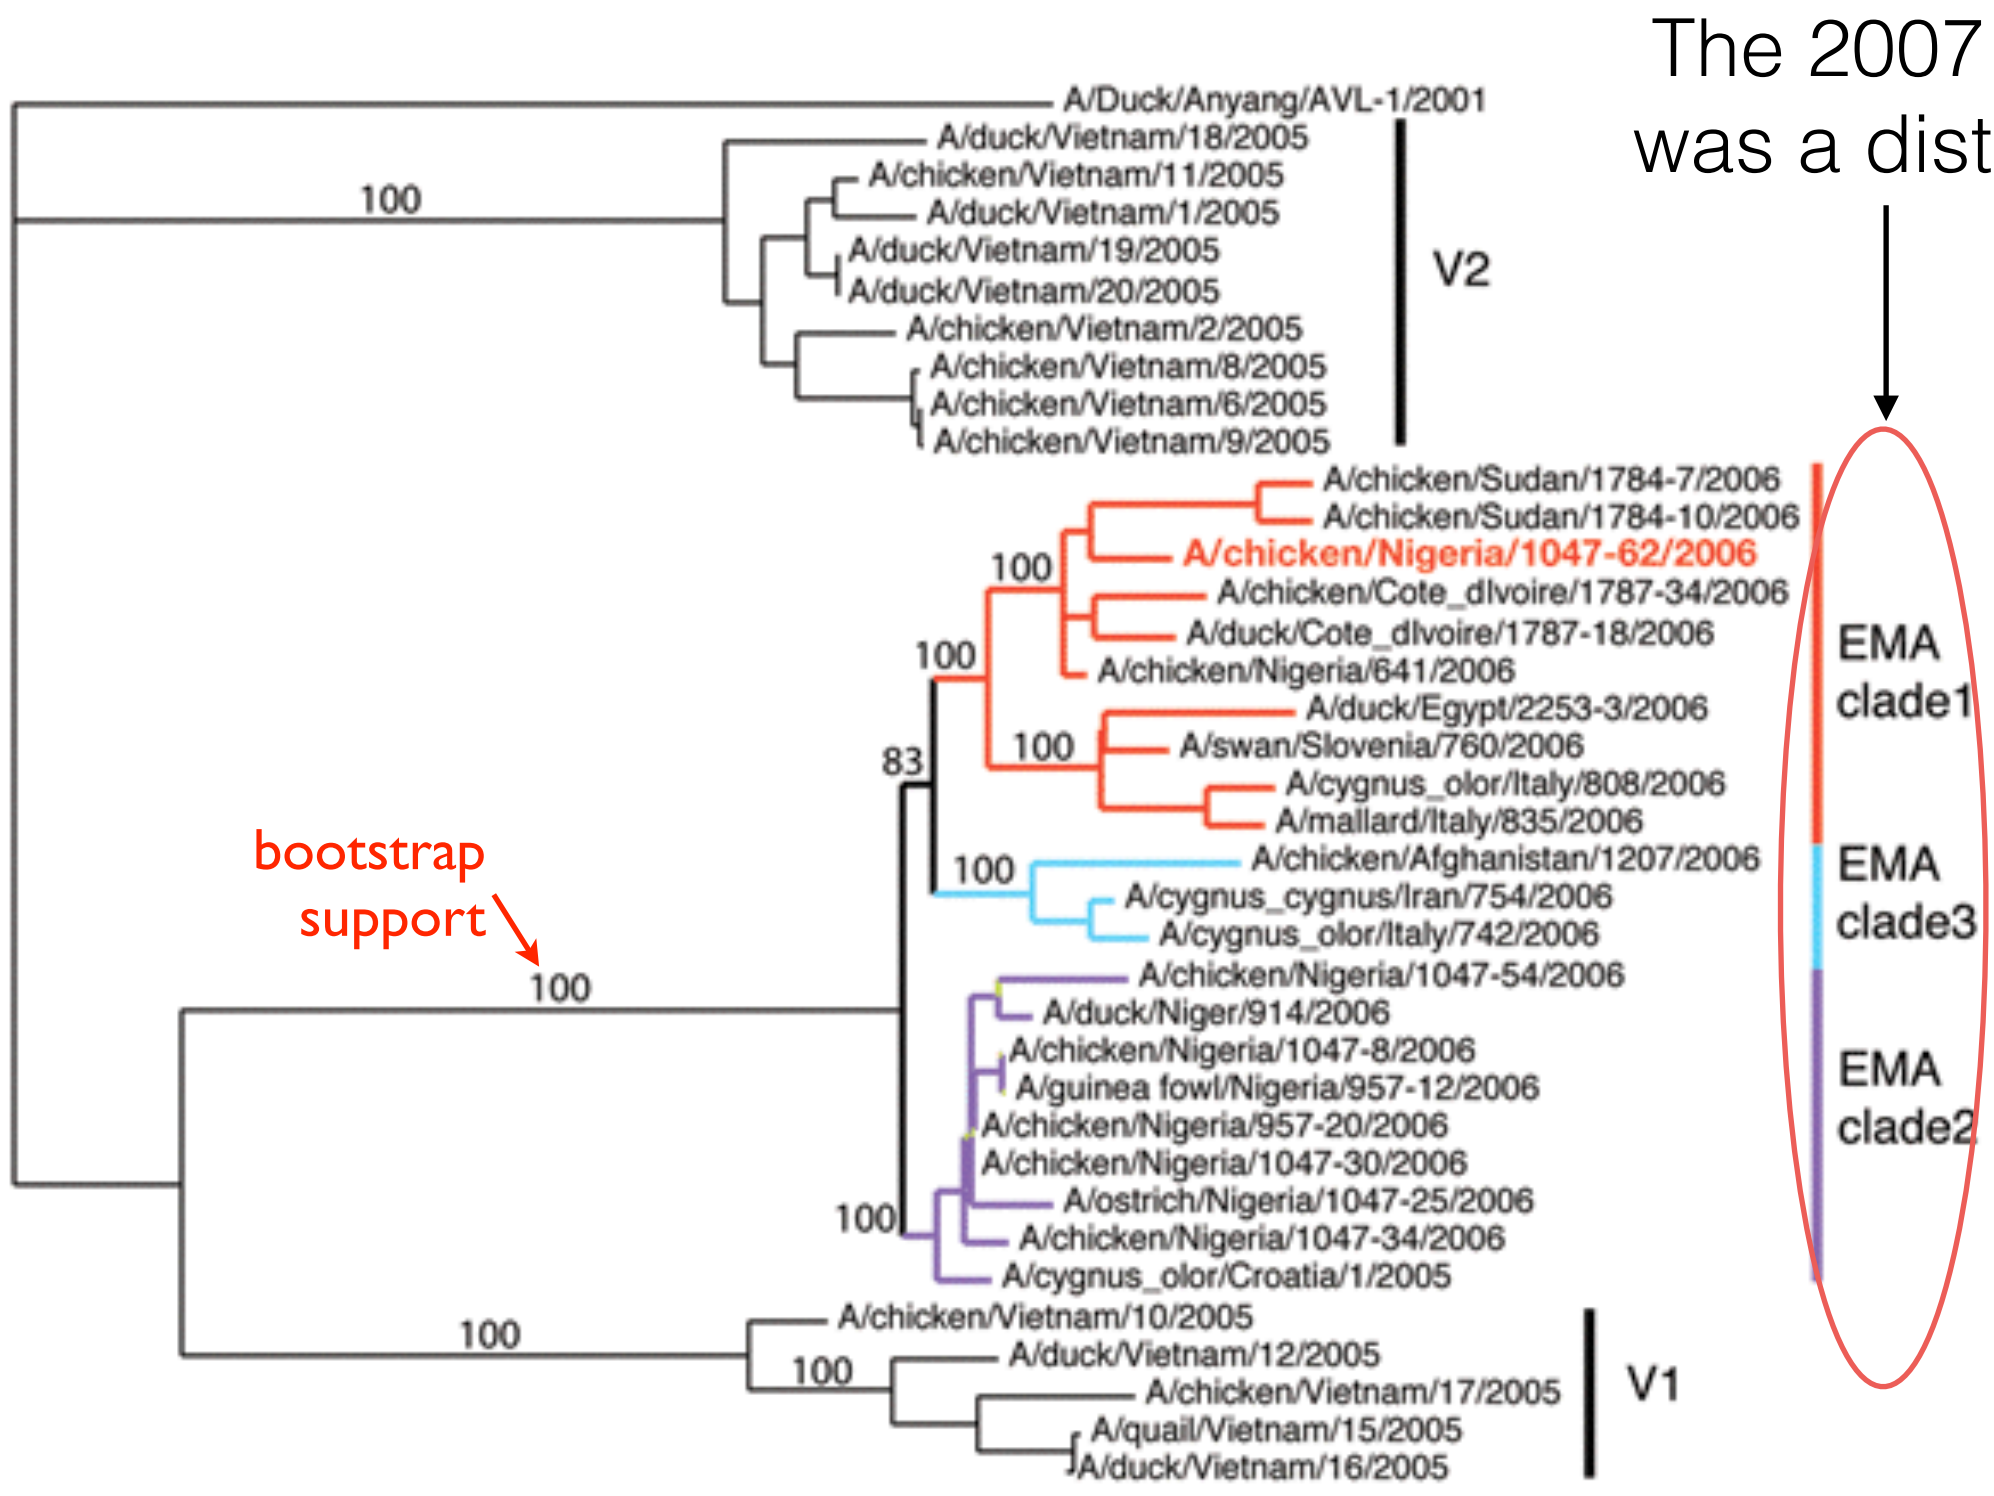 The 2007
was a dist
A/Duck/Anyang/AVL-1/2001
A/duck/Vietnam/18/2005
A/chicken/Vietnam/11/2005
100
A/duck/Vietnam/1/2005
A/duck/Vietnam/19/2005
V2
A/duck/Vietnam/20/2005
A/chicken/Vietnam/2/2005
A/chicken/Vietnam/8/2005
A/chicken/Vietnam/6/2005
A/chicken/Vietnam/9/2005
A/chicken/Sudan/1784-7/2006
A/chicken/Sudan/1784-10/2006
A/chicken/Nigeria/1047-62/2006
100
A/chicken/Cote_dIvoire/1787-34/2006
A/duck/Cote_dIvoire/1787-18/2006
100
A/chicken/Nigeria/641/2006
EMA
clade1
A/duck/Egypt/2253-3/2006
100
A/swan/Slovenia/760/2006
83
A/cygnus_olor/Italy/808/2006
A/mallard/Italy/835/2006
bootstrap
support
100
A/chicken/Afghanistan/1207/2006
EMA
clade3
A/cygnus_cygnus/Iran/754/2006
A/cygnus_olor/Italy/742/2006
100
A/chicken/Nigeria/1047-54/2006
A/duck/Niger/914/2006
A/chicken/Nigeria/1047-8/2006
A/guinea fowl/Nigeria/957-12/2006
EMA
clade2
A/chicken/Nigeria/957-20/2006
A/chicken/Nigeria/1047-30/2006
A/ostrich/Nigeria/1047-25/2006
100
A/chicken/Nigeria/1047-34/2006
A/cygnus_olor/Croatia/1/2005
A/chicken/Vietnam/10/2005
100
A/duck/Vietnam/12/2005
100
A/chicken/Vietnam/17/2005
V1
A/quail/Vietnam/15/2005
A/duck/Vietnam/16/2005